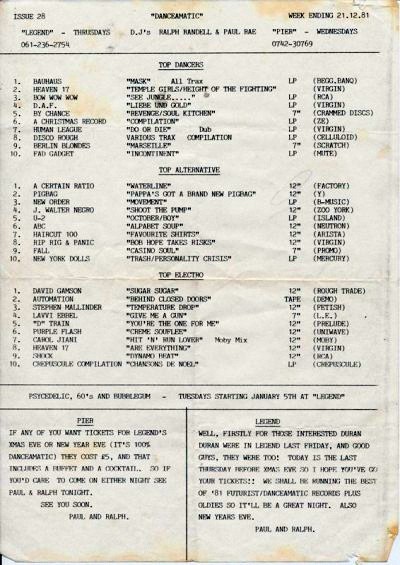 ISSUE 28 "DANCEAMATIC" WEEK ENDING 21.12.81
"LEGEND" - THRUSDAYS D.J's RALPH RANDELL & PAUL RAE "PIER" - WEDNESDAYS
061-236-2754 0742-30769
TOP DANCERS
1. BAUHAUS "MASK" All Trax LP (BEGG.BANQ)
2. HEAVEN 17 "TEMPLE GIRLS/HEIGHT OF THE FIGHTING" (VIRGIN)
3. BOW WOW WOW "SEE JUNGLE....." LP (RCA)
4. D.A.F. "LIEBE UND GOLD" LP (VIRGIN)
5. BY CHANCE "REVENGE/SOUL KITCHEN" 7" (CRAMMED DISCS)
6. A CHRISTMAS RECORD "COMPILATION" LP (ZE)
7. HUMAN LEAGUE "DO OR DIE" Dub LP (VIRGIN)
8. DISCO ROUGH VARIOUS TRAX COMPILATION LP (CELLULOID)
9. BERLIN BLONDES "MARSEILLE" 7" (SCRATCH)
10. FAD GADGET "INCONTINENT" LP (MUTE)
TOP ALTERNATIVE
1. A CERTAIN RATIO "WATERLINE" 12" (FACTORY)
2. PIGBAG "PAPPA'S GOT A BRAND NEW PIGBAG" 12" (Y)
3. NEW ORDER "MOVEMENT" LP (B-MUSIC)
4. J. WALTER NEGRO "SHOOT THE PUMP" 12" (ZOO YORK)
5. U-2 "OCTOBER/BOY" LP (ISLAND)
6. ABC "ALPHABET SOUP" 12" (NEUTRON)
7. HAIRCUT 100 "FAVOURITE SHIRTS" 12" (ARISTA)
8. RIP RIG & PANIC "BOB HOPE TAKES RISKS" 12" (VIRGIN)
9. FALL "CASINO SOUL" 7" (PROMO)
10. NEW YORK DOLLS "TRASH/PERSONALITY CRISIS" LP (MERCURY)
TOP ELECTRO
1. DAVID GAMSON "SUGAR SUGAR" 12" (ROUGH TRADE)
2. AUTOMATION "BEHIND CLOSED DOORS" TAPE (DEMO)
3. STEPHEN MALLINDER "TEMPERATURE DROP" 12" (FETISH)
4. LAVVI EBBEL "GIVE ME A GUN" 7" (L.E.)
5. "D" TRAIN "YOU'RE THE ONE FOR ME" 12" (PRELUDE)
6. PURPLE FLASH "CREME SOUFLEE" 12" (UNIWAVE)
7. CAROL JIANI "HIT 'N' RUN LOVER" Moby Mix 12" (MOBY)
8. HEAVEN 17 "ARE EVERYTHING" 12" (VIRGIN)
9. SHOCK "DYNAMO BEAT" 12" (RCA)
10. CREPUSCULE COMPILATION "CHANSONS DE NOEL" LP (CREPUSCULE)
PSYCEDELIC, 60's AND BUBBLEGUM - TUESDAYS STARTING JANUARY 5TH AT "LEGEND"
PIER
IF ANY OF YOU WANT TICKETS FOR LEGEND'S
XMAS EVE OR NEW YEAR EVE (IT'S 100%
DANCEAMATIC) THEY COST £5, AND THAT
INCLUDES A BUFFET AND A COCKTAIL. SO IF
YOU'D CARE TO COME ON EITHER NIGHT SEE
PAUL & RALPH TONIGHT.
SEE YOU SOON.
PAUL AND RALPH.
LEGEND
WELL, FIRSTLY FOR THOSE INTERESTED DURAN
DURAN WERE IN LEGEND LAST FRIDAY, AND GOOD
GUYS, THEY WERE TOO! TODAY IS THE LAST
THURSDAY BEFORE XMAS EVE SO I HOPE YOU'VE GO
YOUR TICKETS!! WE SHALL BE RUNNING THE BEST
OF '81 FUTURIST/DANCEAMATIC RECORDS PLUS
OLDIES SO IT'LL BE A GREAT NIGHT. ALSO
NEW YEARS EVE.
PAUL AND RALPH.